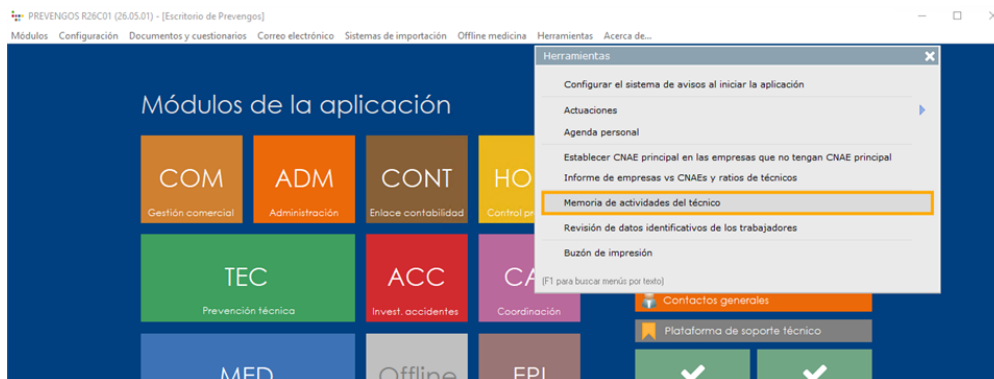 PREVENGOS R26C01 (26.05.01) - [Escritorio de Prevengos]
Módulos Configuración Documentos y cuestionarios Correo electrónico Sistemas de importación Offline medicina Herramientas Acerca de...
Herramientas
Configurar el sistema de avisos al iniciar la aplicación
Actuaciones
Agenda personal
Establecer CNAE principal en las empresas que no tengan CNAE principal
Informe de empresas vs CNAEs y ratios de técnicos
Memoria de actividades del técnico
Revisión de datos identificativos de los trabajadores
Buzón de impresión
(F1 para buscar menús por texto)
Módulos de la aplicación
COM
Gestión comercial
ADM
Administración
CONT
Enlace contabilidad
HO
Control pr
TEC
Prevención técnica
ACC
Invest. accidentes
CA
Coordinación
Contactos generales
Plataforma de soporte técnico
MED
Offline
EPI